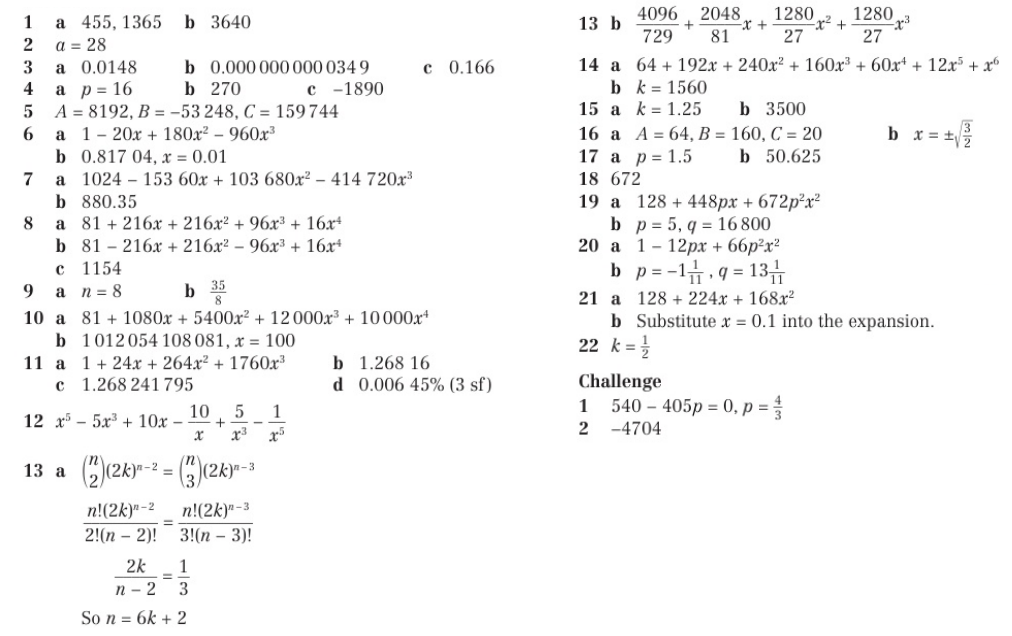 1 a 455, 1365 b 3640
2 a = 28
3 a 0.0148 b 0.000 000 000 034 9 c 0.166
4 a p = 16 b 270 c −1890
5 A = 8192, B = −53 248, C = 159 744
6 a 1 − 20x + 180x² − 960x³
b 0.817 04, x = 0.01
7 a 1024 − 153 60x + 103 680x² − 414 720x³
b 880.35
8 a 81 + 216x + 216x² + 96x³ + 16x⁴
b 81 − 216x + 216x² − 96x³ + 16x⁴
c 1154
9 a n = 8 b 35/8
10 a 81 + 1080x + 5400x² + 12 000x³ + 10 000x⁴
b 1 012 054 108 081, x = 100
11 a 1 + 24x + 264x² + 1760x³ b 1.268 16
c 1.268 241 795 d 0.006 45% (3 sf)
12 x⁵ − 5x³ + 10x − 10/x + 5/x³ − 1/x⁵
13 a (n 2)(2k)ⁿ⁻² = (n 3)(2k)ⁿ⁻³
n!(2k)ⁿ⁻²/2!(n − 2)! = n!(2k)ⁿ⁻³/3!(n − 3)!
2k/n − 2 = 1/3
So n = 6k + 2
13 b 4096/729 + 2048/81 x + 1280/27 x² + 1280/27 x³
14 a 64 + 192x + 240x² + 160x³ + 60x⁴ + 12x⁵ + x⁶
b k = 1560
15 a k = 1.25 b 3500
16 a A = 64, B = 160, C = 20 b x = ±√3/2
17 a p = 1.5 b 50.625
18 672
19 a 128 + 448px + 672p²x²
b p = 5, q = 16 800
20 a 1 − 12px + 66p²x²
b p = −1 1/11, q = 13 1/11
21 a 128 + 224x + 168x²
b Substitute x = 0.1 into the expansion.
22 k = 1/2
Challenge
1 540 − 405p = 0, p = 4/3
2 −4704